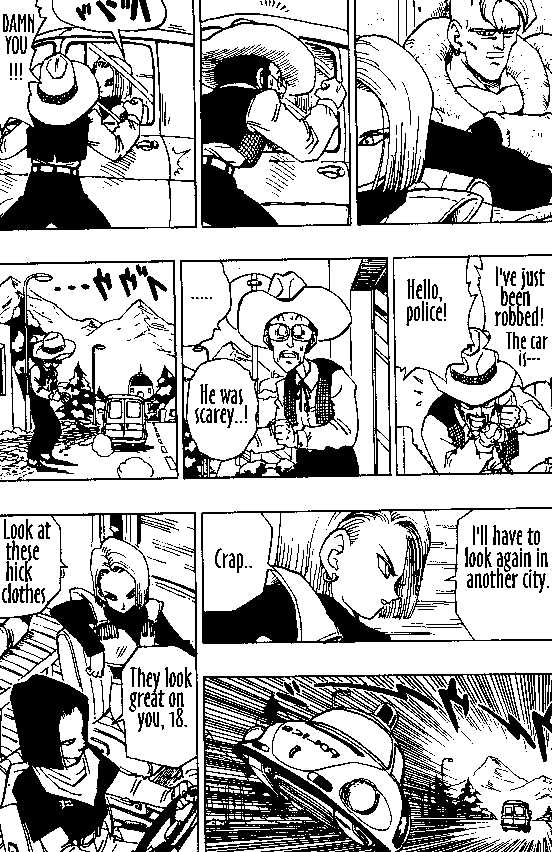 DAMN
YOU
!!!
.....
He was
scarey..!
Hello,
police!
I've just
been
robbed!
The car
is---
Look at
these
hick
clothes
They look
great on
you, 18.
Crap..
I'll have to
look again in
another city.
POLICE